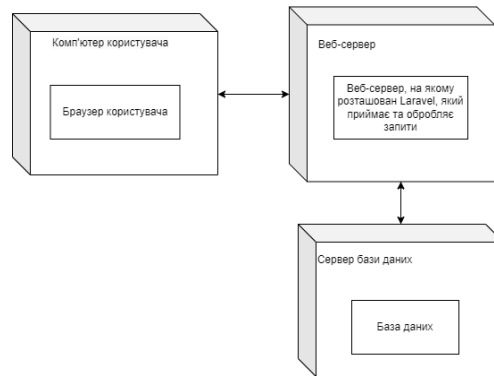 Комп'ютер користувача
Браузер користувача
Веб-сервер
Веб-сервер, на якому
розташован Laravel, який
приймає та обробляє
запити
Сервер бази даних
База даних